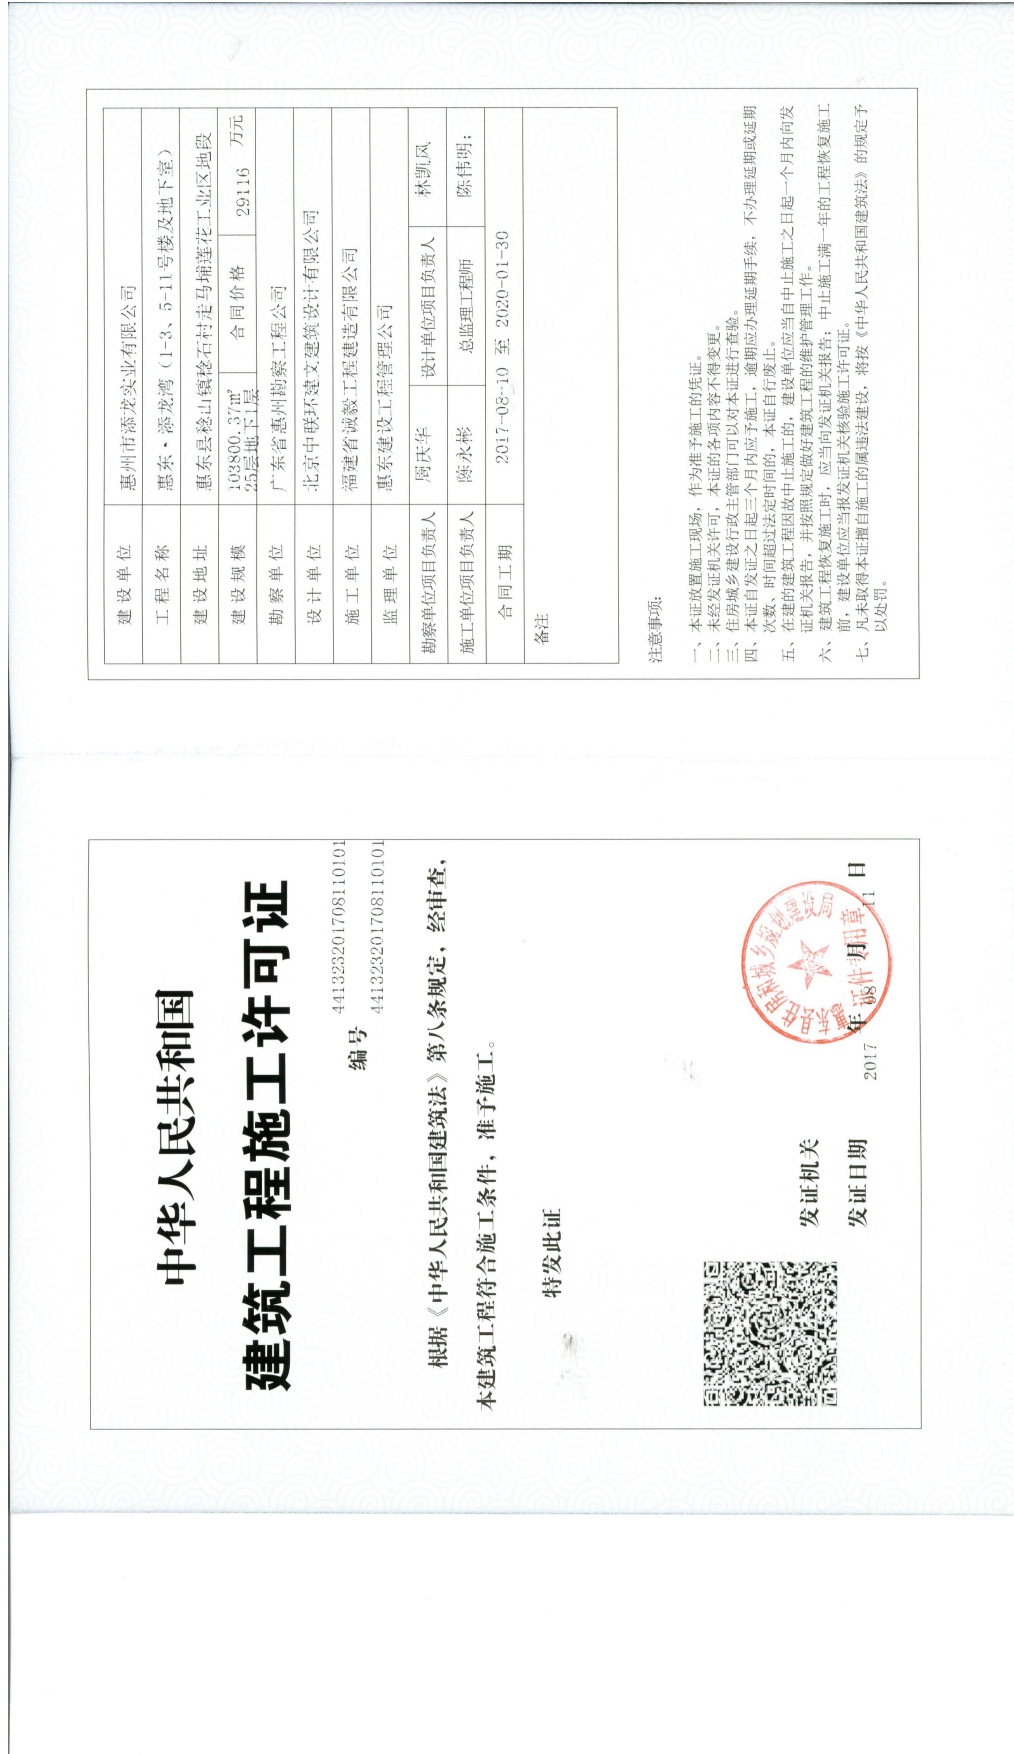 中华人民共和国
建筑工程施工许可证
441323201708110101
编号
441323201708110101
根据《中华人民共和国建筑法》第八条规定，经审查，
本建筑工程符合施工条件，准予施工。
特发此证
惠东县住房和城乡规划建设局
证件专用章
发证机关
发证日期 2017 年 08 月 11 日
建设单位 惠州市添龙实业有限公司
工程名称 惠东·添龙湾（1-3、5-11号楼及地下室）
建设地址 惠东县稔山镇稔石村走马埔莲花工业区地段
建设规模 103800.37㎡ 25层地下1层 合同价格 29116 万元
勘察单位 广东省惠州勘察工程公司
设计单位 北京中联环建文建筑设计有限公司
施工单位 福建省诚毅工程建造有限公司
监理单位 惠东建设工程管理公司
勘察单位项目负责人 周庆华 设计单位项目负责人 林凯风
施工单位项目负责人 陈永彬 总监理工程师 陈伟明;
合同工期 2017-08-10 至 2020-01-30
备注
注意事项：
一、本证放置施工现场，作为准予施工的凭证。
二、未经发证机关许可，本证的各项内容不得变更。
三、住房城乡建设行政主管部门可以对本证进行查验。
四、本证自发证之日起三个月内应予施工，逾期应办理延期手续，不办理延期或延期
次数、时间超过法定时间的，本证自行废止。
五、在建的建筑工程因故中止施工的，建设单位应当自中止施工之日起一个月内向发
证机关报告，并按照规定做好建筑工程的维护管理工作。
六、建筑工程恢复施工时，应当向发证机关报告；中止施工满一年的工程恢复施工
前，建设单位应当报发证机关核验施工许可证。
七、凡未取得本证擅自施工的属违法建设，将按《中华人民共和国建筑法》的规定予
以处罚。